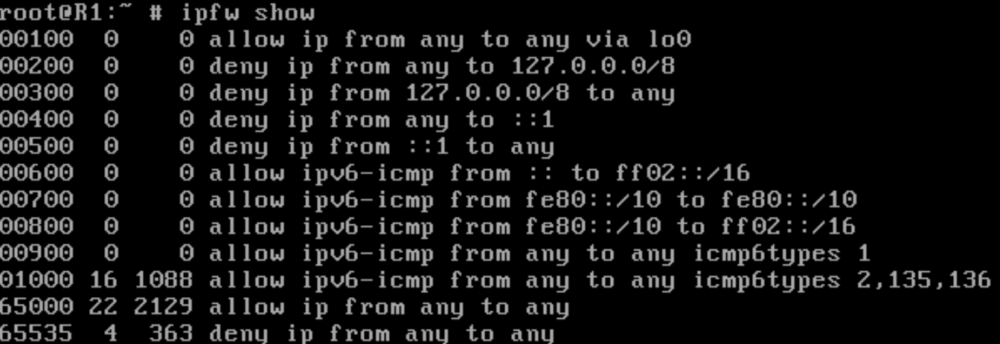 root@R1:~ # ipfw show
00100  0    0 allow ip from any to any via lo0
00200  0    0 deny ip from any to 127.0.0.0/8
00300  0    0 deny ip from 127.0.0.0/8 to any
00400  0    0 deny ip from any to ::1
00500  0    0 deny ip from ::1 to any
00600  0    0 allow ipv6-icmp from :: to ff02::/16
00700  0    0 allow ipv6-icmp from fe80::/10 to fe80::/10
00800  0    0 allow ipv6-icmp from fe80::/10 to ff02::/16
00900  0    0 allow ipv6-icmp from any to any icmp6types 1
01000 16 1088 allow ipv6-icmp from any to any icmp6types 2,135,136
65000 22 2129 allow ip from any to any
65535  4  363 deny ip from any to any